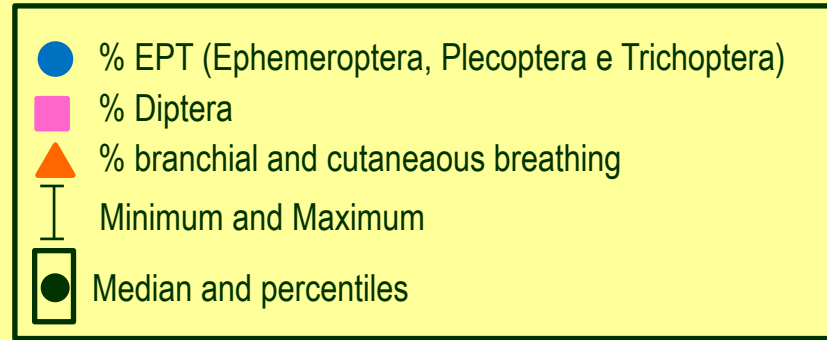 % EPT (Ephemeroptera, Plecoptera e Trichoptera)
% Diptera
% branchial and cutaneaous breathing
Minimum and Maximum
Median and percentiles